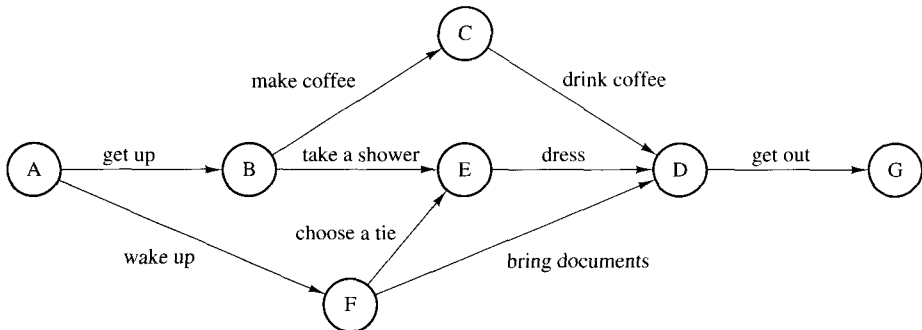 C
make coffee
drink coffee
A
get up
B
take a shower
E
dress
D
get out
G
choose a tie
wake up
bring documents
F